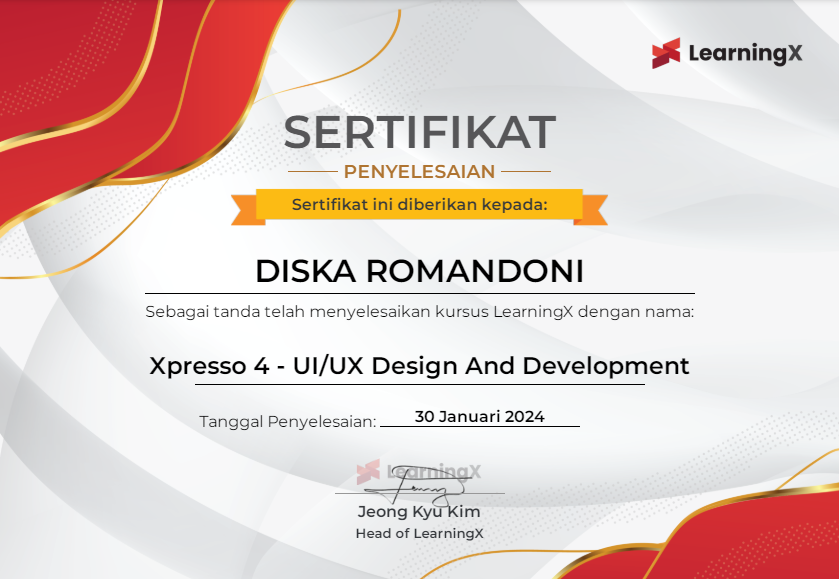 LearningX
SERTIFIKAT
PENYELESAIAN
Sertifikat ini diberikan kepada:
DISKA ROMANDONI
Sebagai tanda telah menyelesaikan kursus LearningX dengan nama:
Xpresso 4 - UI/UX Design And Development
Tanggal Penyelesaian: 30 Januari 2024
LearningX
Jeong Kyu Kim
Head of LearningX